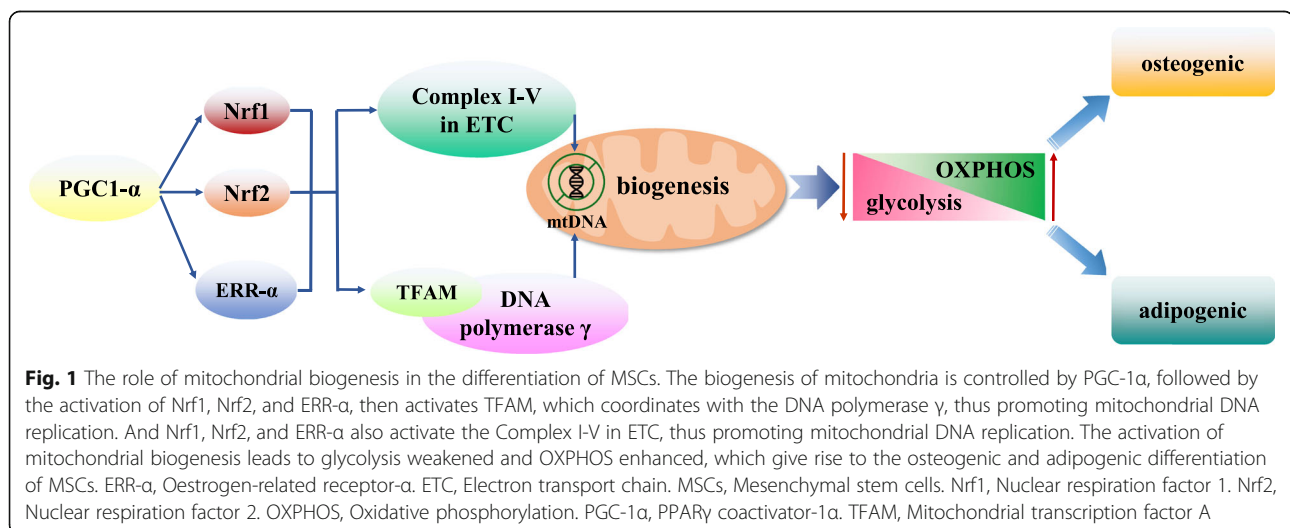 PGC1-α
Nrf1
Nrf2
ERR-α
Complex I-V
in ETC
TFAM
DNA
polymerase γ
mtDNA
biogenesis
OXPHOS
glycolysis
osteogenic
adipogenic
Fig. 1 The role of mitochondrial biogenesis in the differentiation of MSCs. The biogenesis of mitochondria is controlled by PGC-1α, followed by
the activation of Nrf1, Nrf2, and ERR-α, then activates TFAM, which coordinates with the DNA polymerase γ, thus promoting mitochondrial DNA
replication. And Nrf1, Nrf2, and ERR-α also activate the Complex I-V in ETC, thus promoting mitochondrial DNA replication. The activation of
mitochondrial biogenesis leads to glycolysis weakened and OXPHOS enhanced, which give rise to the osteogenic and adipogenic differentiation
of MSCs. ERR-α, Oestrogen-related receptor-α. ETC, Electron transport chain. MSCs, Mesenchymal stem cells. Nrf1, Nuclear respiration factor 1. Nrf2,
Nuclear respiration factor 2. OXPHOS, Oxidative phosphorylation. PGC-1α, PPARγ coactivator-1α. TFAM, Mitochondrial transcription factor A